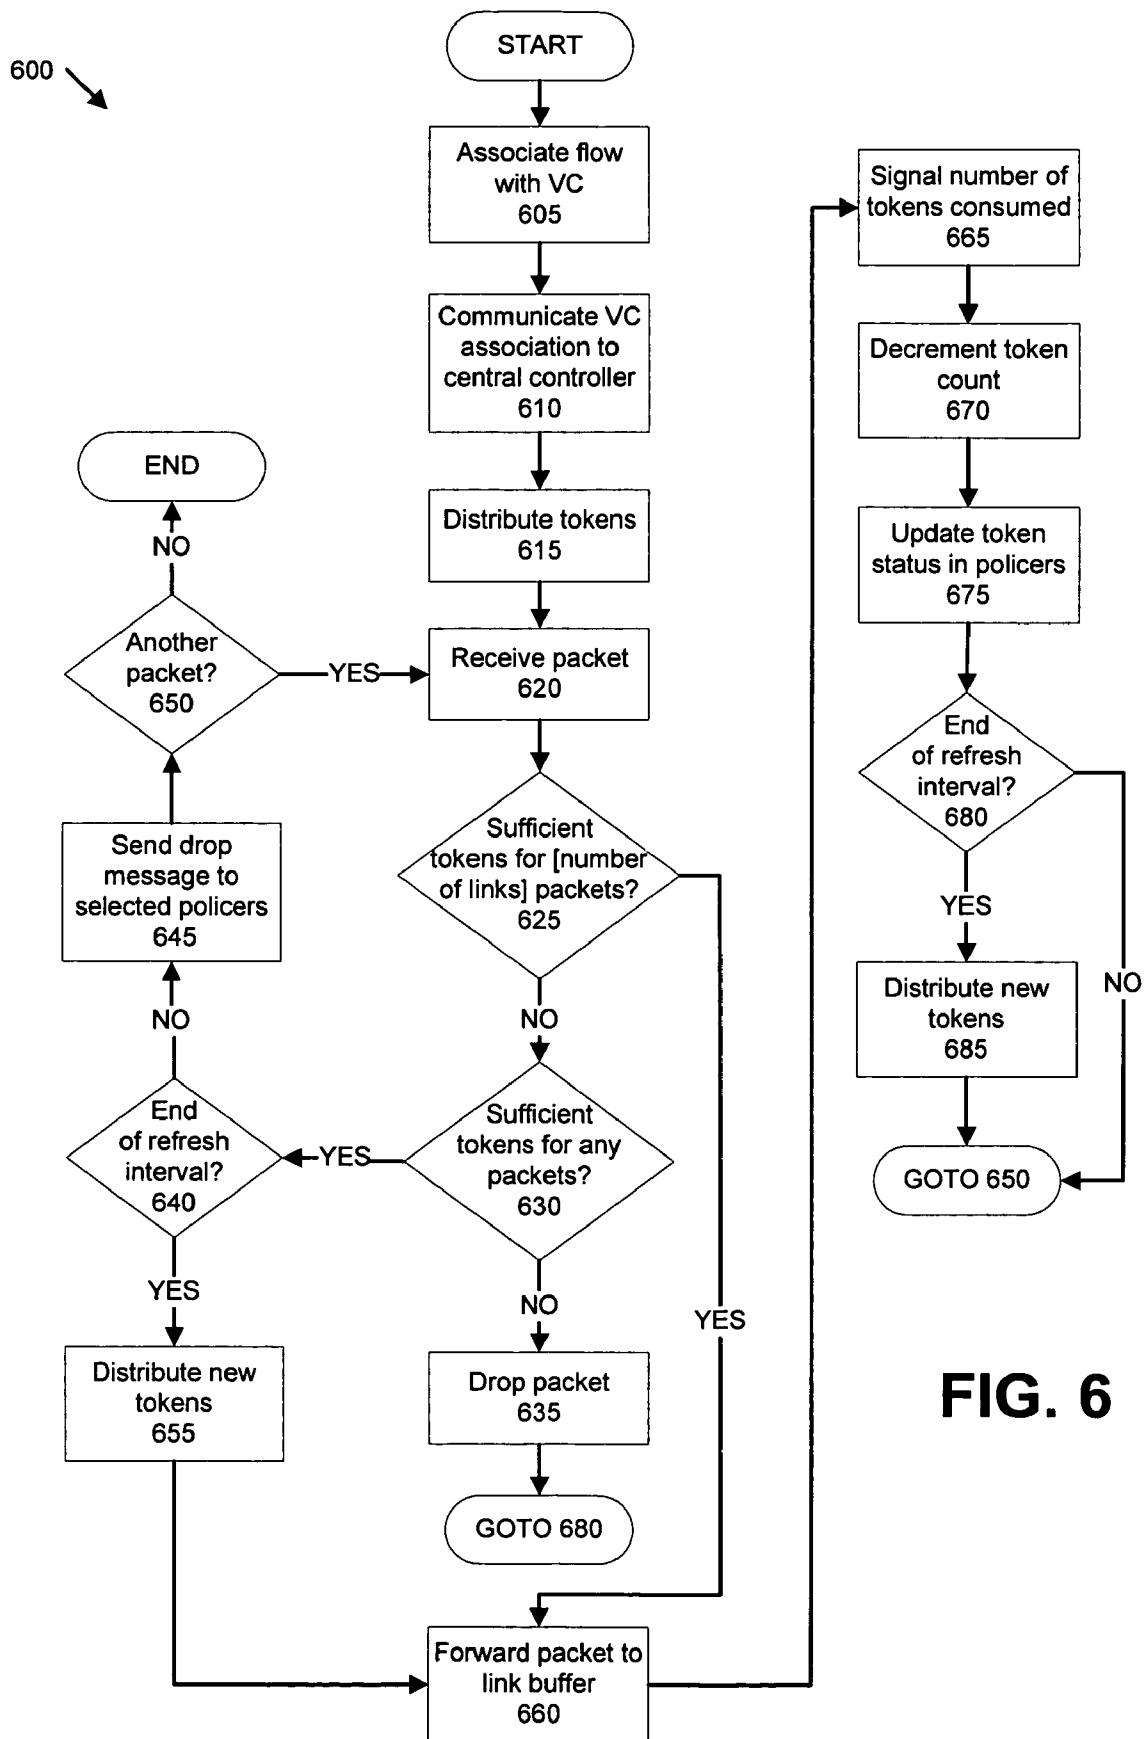 600
START
Associate flow
with VC
605
Communicate VC
association to
central controller
610
Distribute tokens
615
Receive packet
620
Sufficient
tokens for [number
of links] packets?
625
NO
YES
Sufficient
tokens for any
packets?
630
YES
NO
Drop packet
635
GOTO 680
END
NO
Another
packet?
650
YES
Send drop
message to
selected policers
645
NO
End
of refresh
interval?
640
YES
Distribute new
tokens
655
Forward packet to
link buffer
660
Signal number of
tokens consumed
665
Decrement token
count
670
Update token
status in policers
675
End
of refresh
interval?
680
YES
NO
Distribute new
tokens
685
GOTO 650
FIG. 6